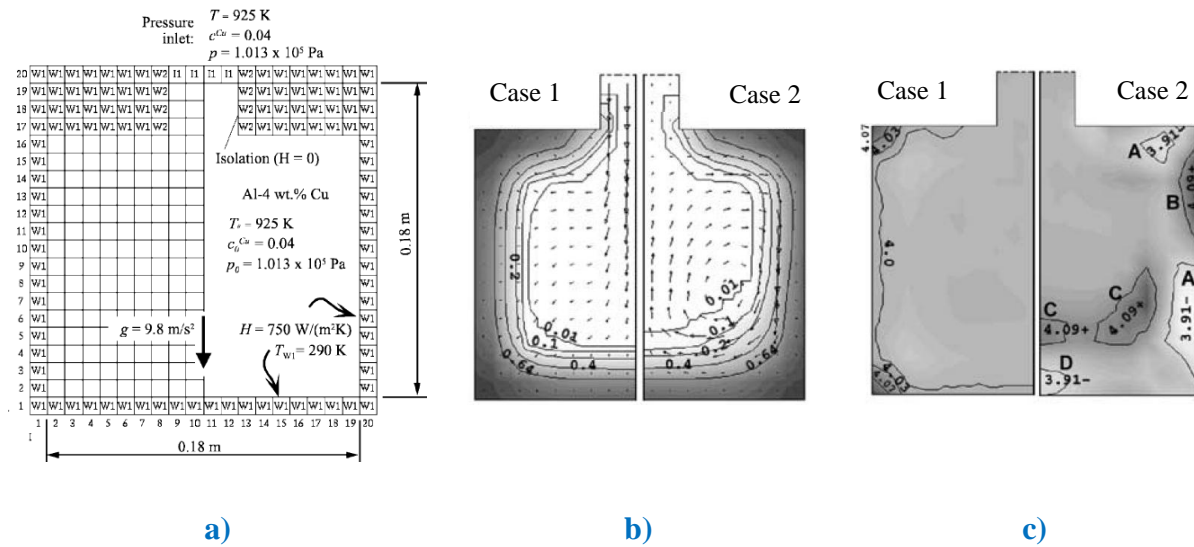 Pressure inlet:
T = 925 K
c^Cu = 0.04
p = 1.013 x 10⁵ Pa
20 W1 W1 W1 W1 W1 W1 W1 W2 I1 I1 I1 I1 W2 W1 W1 W1 W1 W1 W1 W1
19 W1 W1 W1 W1 W1 W1 W1 W2 W2 W1 W1 W1 W1 W1 W1 W1
18 W1 W1 W1 W1 W1 W1 W1 W2 W2 W1 W1 W1 W1 W1 W1 W1
17 W1 W1 W1 W1 W1 W1 W1 W2 W2 W1 W1 W1 W1 W1 W1 W1
16 W1 W1
Isolation (H = 0)
15 W1 W1
14 W1 W1
13 W1 Al-4 wt.% Cu W1
12 W1 W1
11 W1 T₀ = 925 K W1
10 W1 c₀^Cu = 0.04 W1
9 W1 p₀ = 1.013 x 10⁵ Pa W1
8 W1 W1
7 W1 W1
6 W1 W1
g = 9.8 m/s²
H = 750 W/(m²K)
5 W1 W1
4 W1 W1
T_W1 = 290 K
3 W1 W1
2 W1 W1
1 W1 W1 W1 W1 W1 W1 W1 W1 W1 W1 W1 W1 W1 W1 W1 W1 W1 W1 W1 W1
1 2 3 4 5 6 7 8 9 10 11 12 13 14 15 16 17 18 19 20
I
0.18 m
0.18 m
a)
Case 1
Case 2
0.2
0.01
0.1
0.64
0.4
0.01
0.1
0.2
0.4
0.64
b)
Case 1
Case 2
4.07
4.03
4.0
4.03
4.07
3.91-
A
4.09+
B
A
3.91-
C
4.09+
C
4.09+
D
3.91-
c)